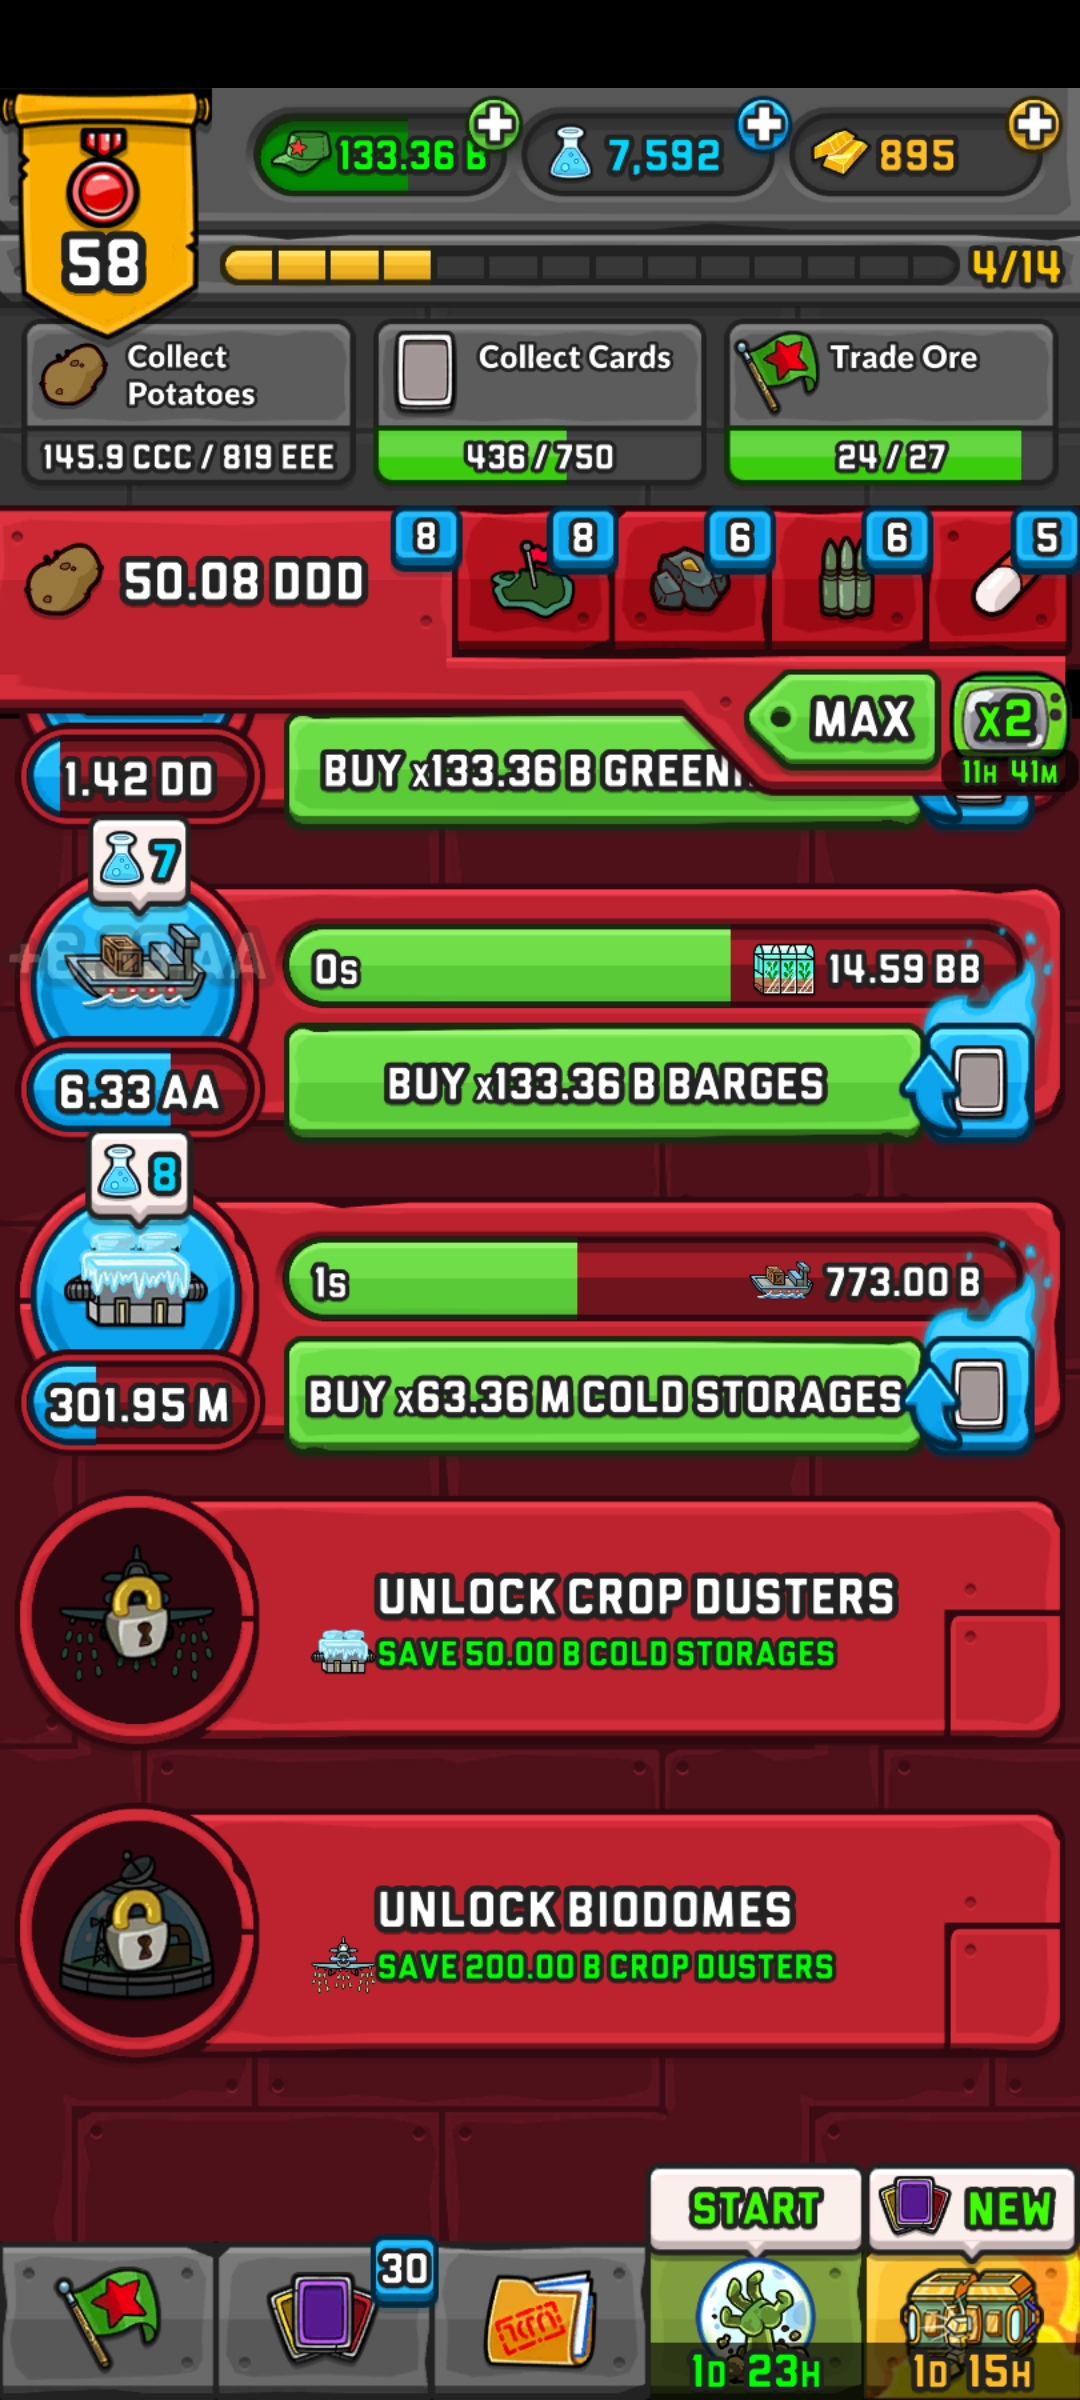 58
133.36 B
7,592
895
4/14
Collect
Potatoes
145.9 CCC / 819 EEE
Collect Cards
436/750
Trade Ore
24/27
50.08 DDD
8
8
6
6
5
MAX
x2
11H 41M
1.42 DD
BUY x133.36 B
7
0s
14.59 BB
6.33 AA
BUY x133.36 B BARGES
8
1s
773.00 B
301.95 M
BUY x63.36 M COLD STORAGES
UNLOCK CROP DUSTERS
SAVE 50.00 B COLD STORAGES
UNLOCK BIODOMES
SAVE 200.00 B CROP DUSTERS
START
NEW
30
1D 23H
1D 15H